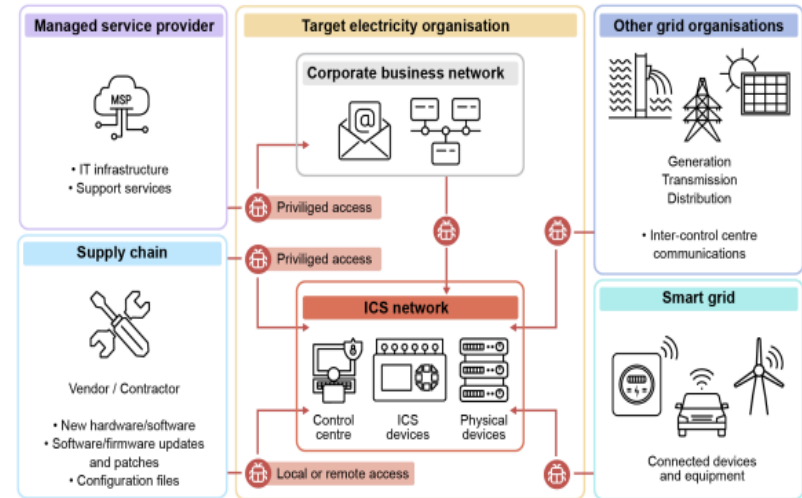 Managed service provider
MSP
• IT infrastructure
• Support services
Target electricity organisation
Corporate business network
@
Priviliged access
Other grid organisations
Generation
Transmission
Distribution
• Inter-control centre
communications
Supply chain
Vendor / Contractor
• New hardware/software
• Software/firmware updates
and patches
• Configuration files
Priviliged access
ICS network
Control
centre
ICS
devices
Physical
devices
Local or remote access
Smart grid
Connected devices
and equipment